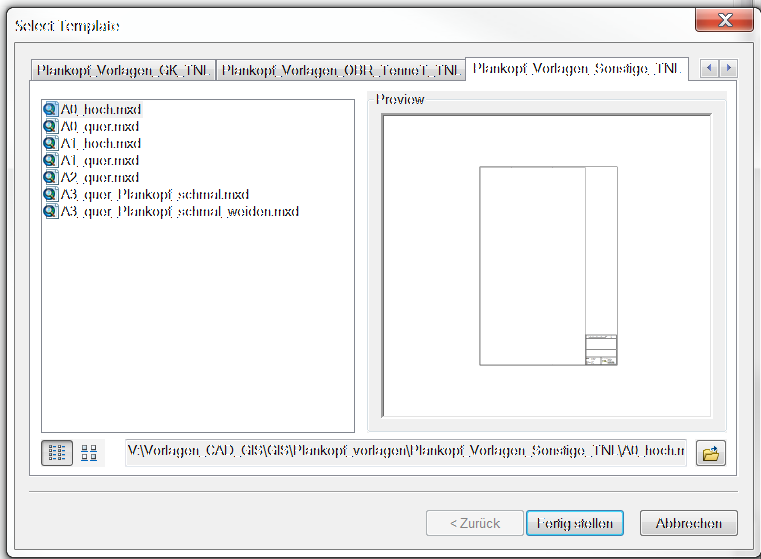 Select Template
Plankopf_Vorlagen_GK_TNL
Plankopf_Vorlagen_OBR_TenneT_TNL
Plankopf_Vorlagen_Sonstige_TNL
A0_hoch.mxd
A0_quer.mxd
A1_hoch.mxd
A1_quer.mxd
A2_quer.mxd
A3_quer_Plankopf_schmal.mxd
A3_quer_Plankopf_schmal_weiden.mxd
Preview
V:\Vorlagen_CAD_GIS\GIS\Plankopf_vorlagen\Plankopf_Vorlagen_Sonstige_TNL\A0_hoch.m
< Zurück
Fertig stellen
Abbrechen